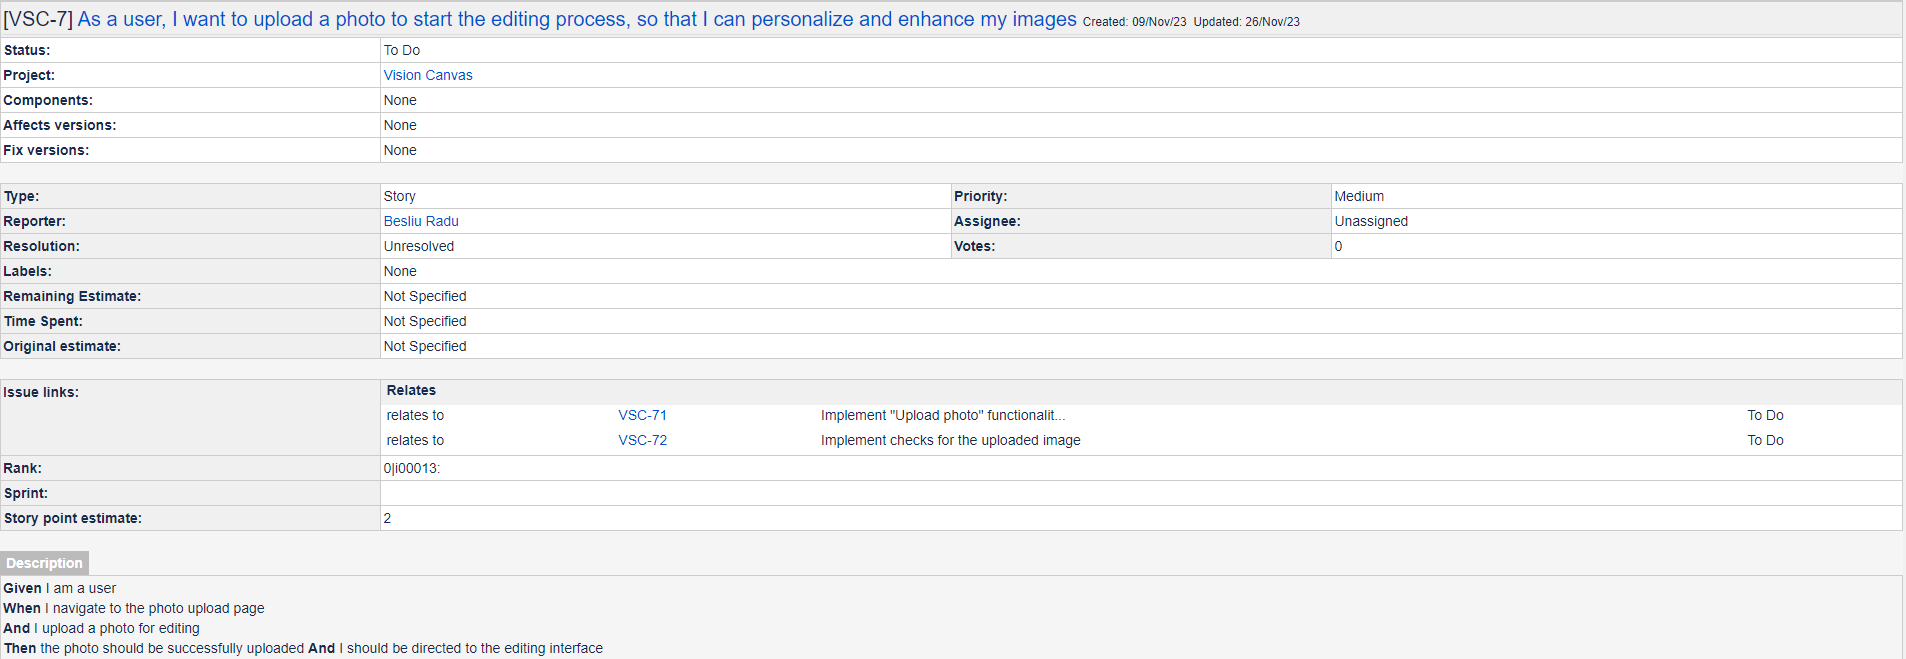 [VSC-7] As a user, I want to upload a photo to start the editing process, so that I can personalize and enhance my images Created: 09/Nov/23 Updated: 26/Nov/23
Status: To Do
Project: Vision Canvas
Components: None
Affects versions: None
Fix versions: None
Type: Story Priority: Medium
Reporter: Besliu Radu Assignee: Unassigned
Resolution: Unresolved Votes: 0
Labels: None
Remaining Estimate: Not Specified
Time Spent: Not Specified
Original estimate: Not Specified
Issue links: Relates
relates to VSC-71 Implement "Upload photo" functionalit... To Do
relates to VSC-72 Implement checks for the uploaded image To Do
Rank: 0|i00013:
Sprint:
Story point estimate: 2
Description
Given I am a user
When I navigate to the photo upload page
And I upload a photo for editing
Then the photo should be successfully uploaded And I should be directed to the editing interface